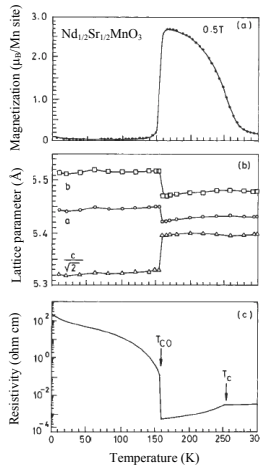 Nd1/2Sr1/2MnO3
0.5T
(a)
3.0
2.0
1.0
0
Magnetization (μB/Mn site)
(b)
5.5
5.4
5.3
b
a
c/√2
Lattice parameter (Å)
(c)
10^2
10^0
10^-2
10^-4
TCO
TC
Resistivity (ohm cm)
0 50 100 150 200 250 300
Temperature (K)